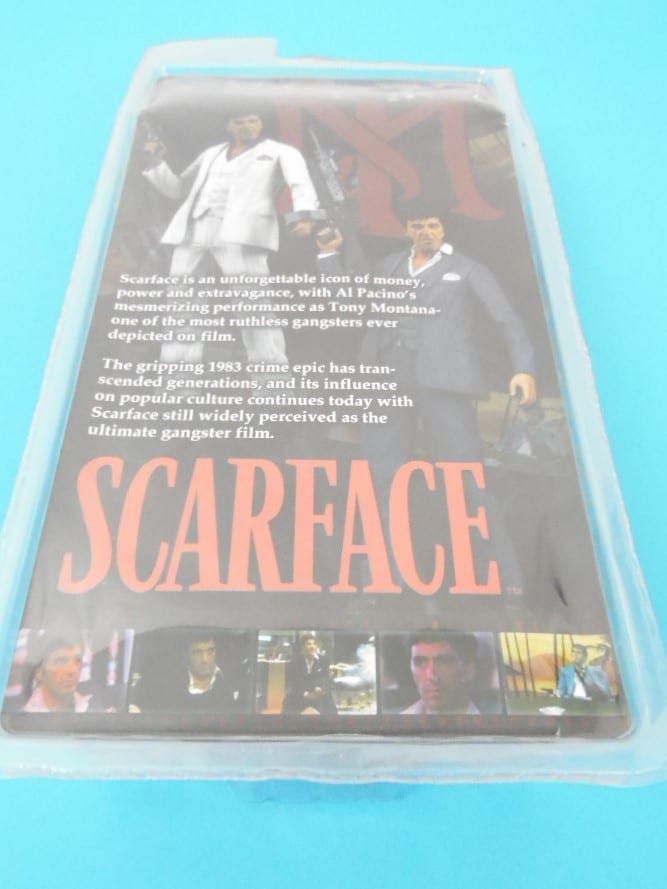 TM
Scarface is an unforgettable icon of money,
power and extravagance, with Al Pacino's
mesmerizing performance as Tony Montana-
one of the most ruthless gangsters ever
depicted on film.
The gripping 1983 crime epic has tran-
scended generations, and its influence
on popular culture continues today with
Scarface still widely perceived as the
ultimate gangster film.
SCARFACE
TM